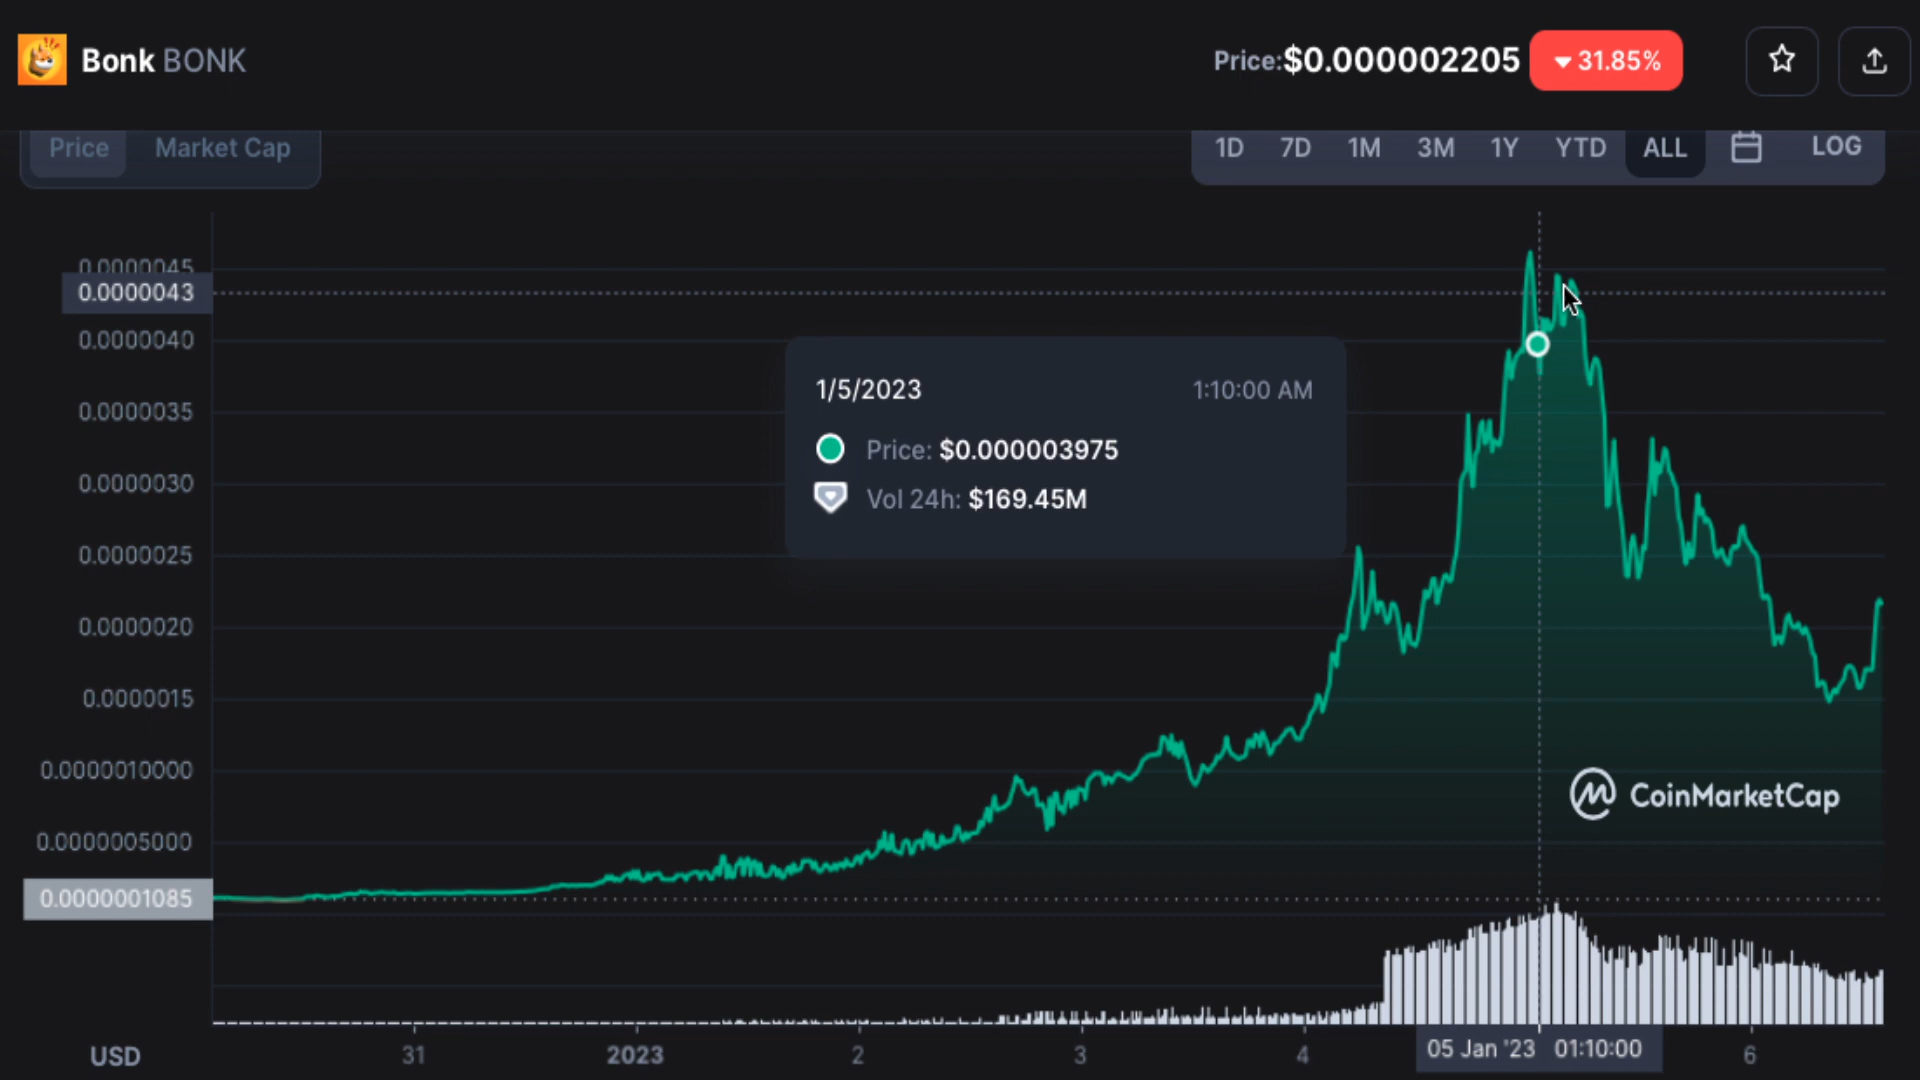 Bonk BONK
Price:$0.000002205 31.85%
Price Market Cap
1D 7D 1M 3M 1Y YTD ALL LOG
0.0000045
0.0000043
0.0000040
0.0000035
0.0000030
0.0000025
0.0000020
0.0000015
0.0000010000
0.0000005000
0.0000001085
1/5/2023 1:10:00 AM
Price: $0.000003975
Vol 24h: $169.45M
CoinMarketCap
USD 31 2023 2 3 4 05 Jan '23 01:10:00 6